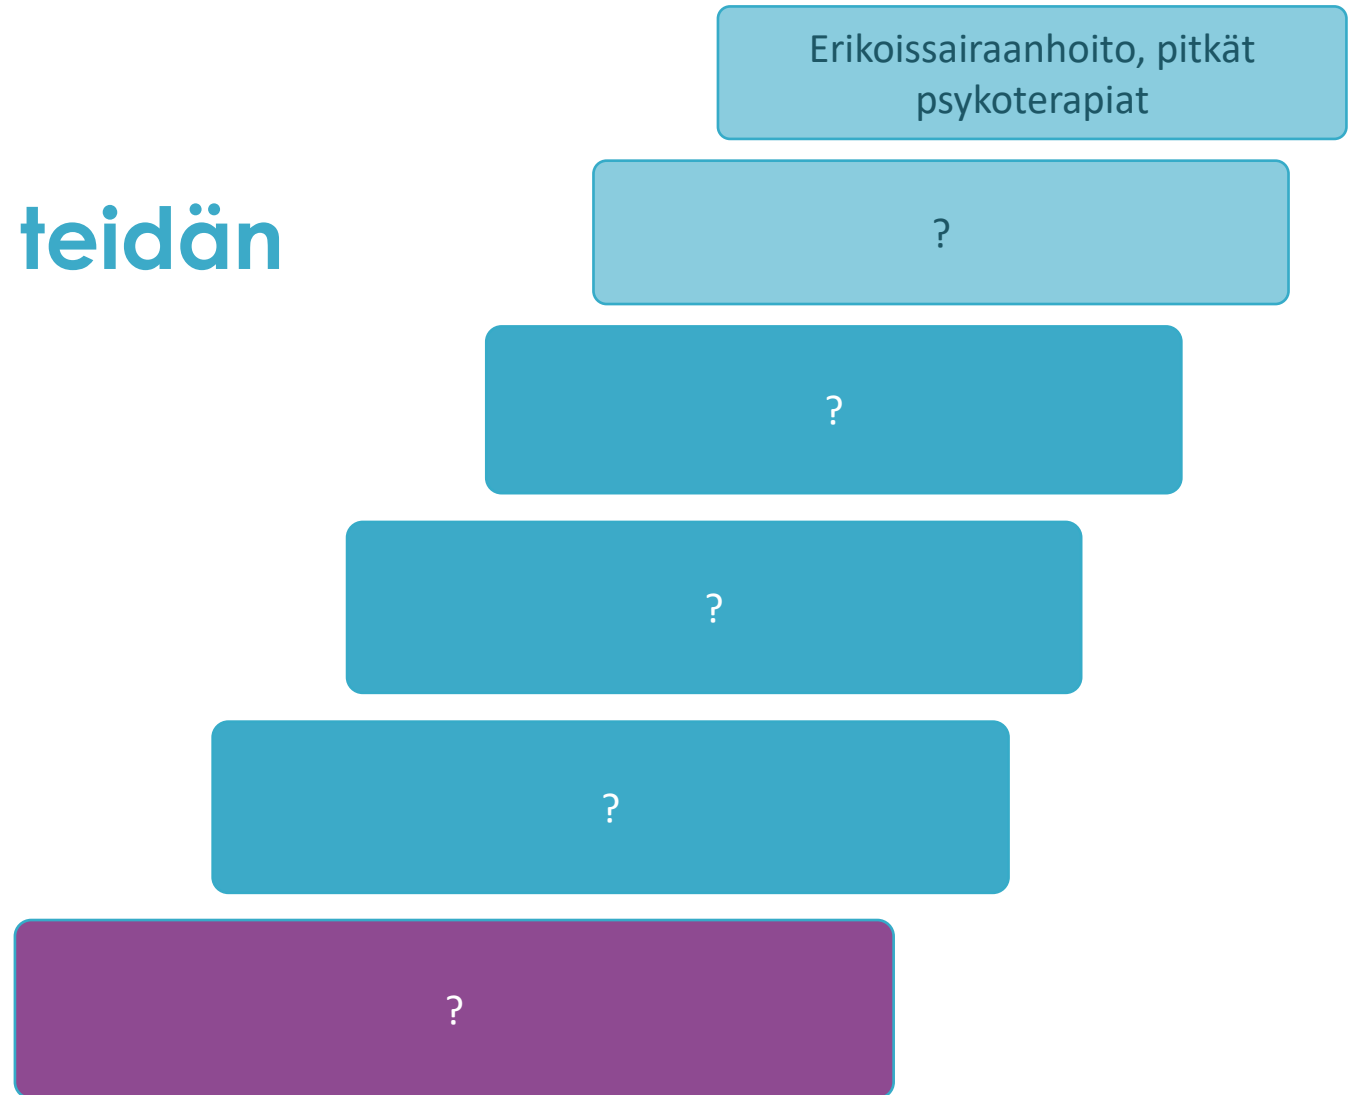 Erikoissairaanhoito, pitkät
psykoterapiat
teidän
?
?
?
?
?